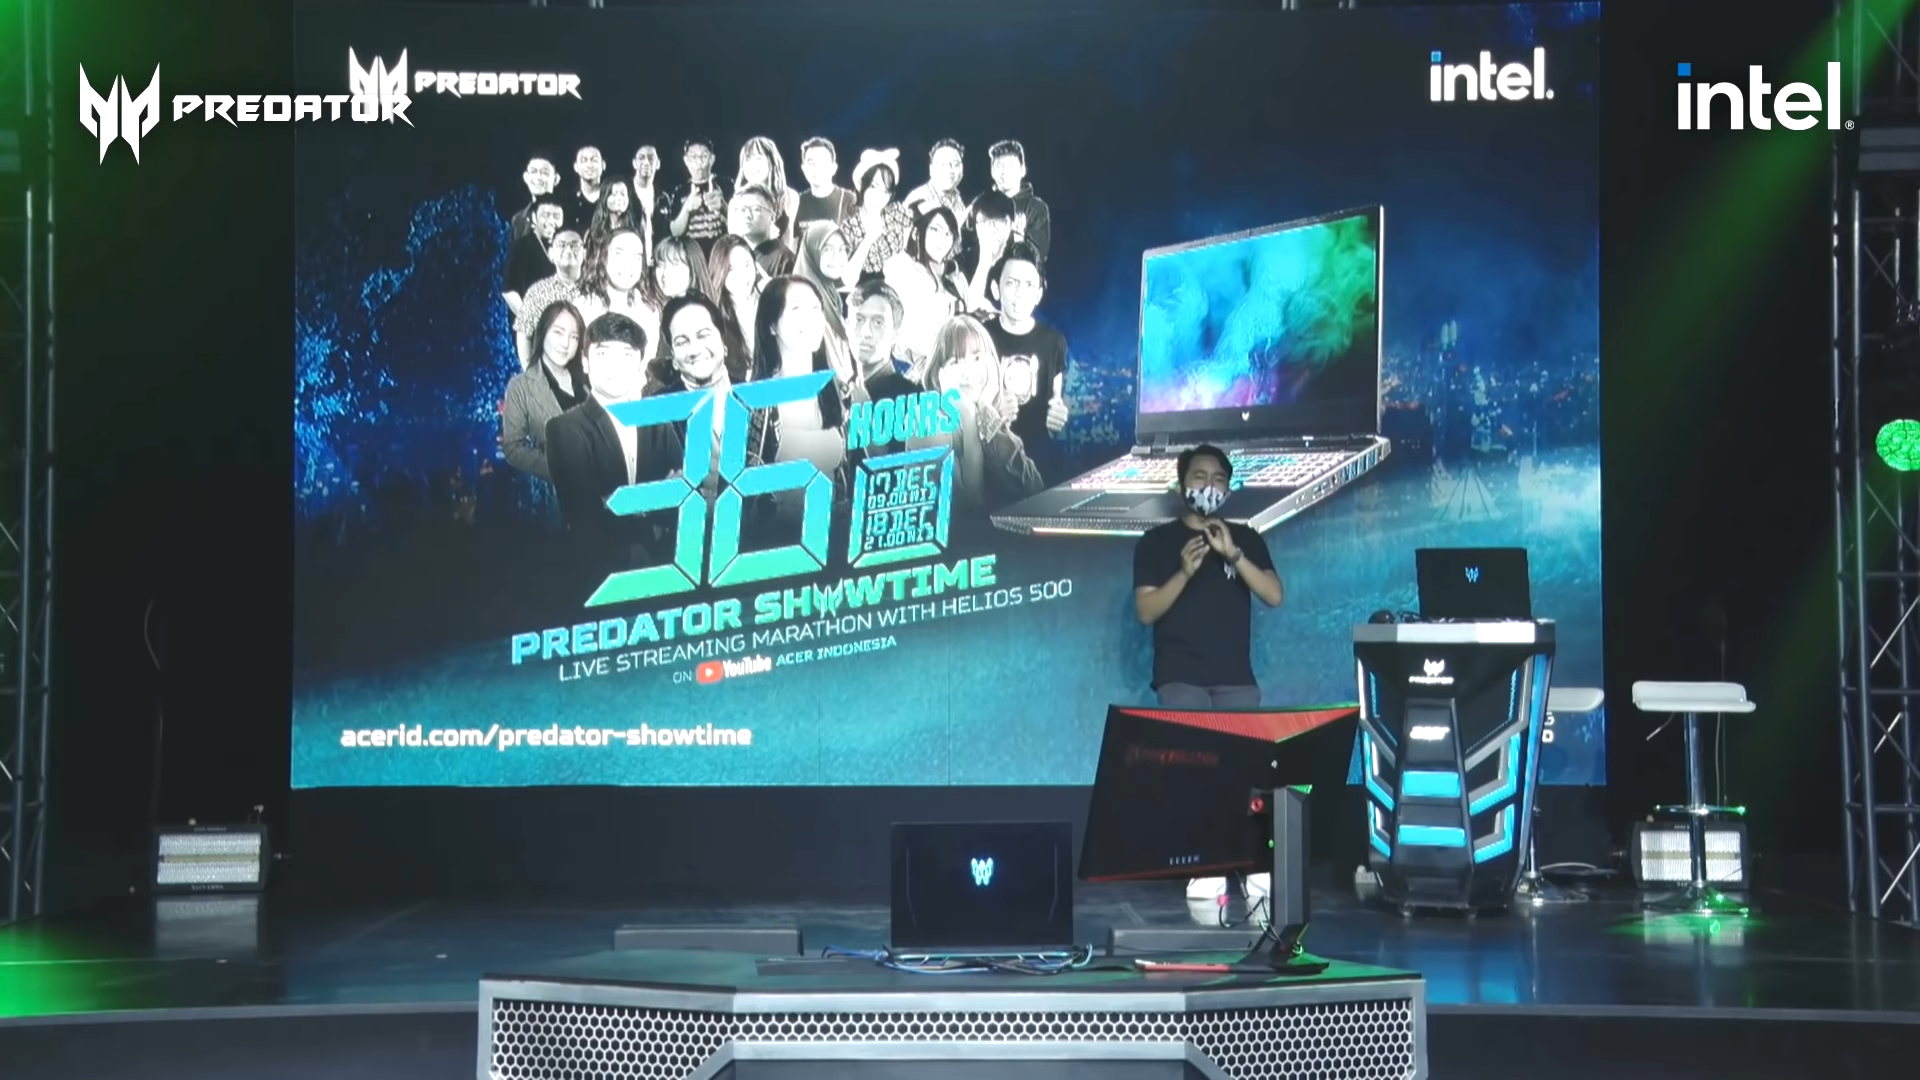 PREDATOR
PREDATOR
intel.
intel®
36 HOURS
17 DEC
09.00 WIB
18 DEC
21.00 WIB
PREDATOR SHOWTIME
LIVE STREAMING MARATHON WITH HELIOS 500
ON YouTube ACER INDONESIA
acerid.com/predator-showtime
PREDATOR